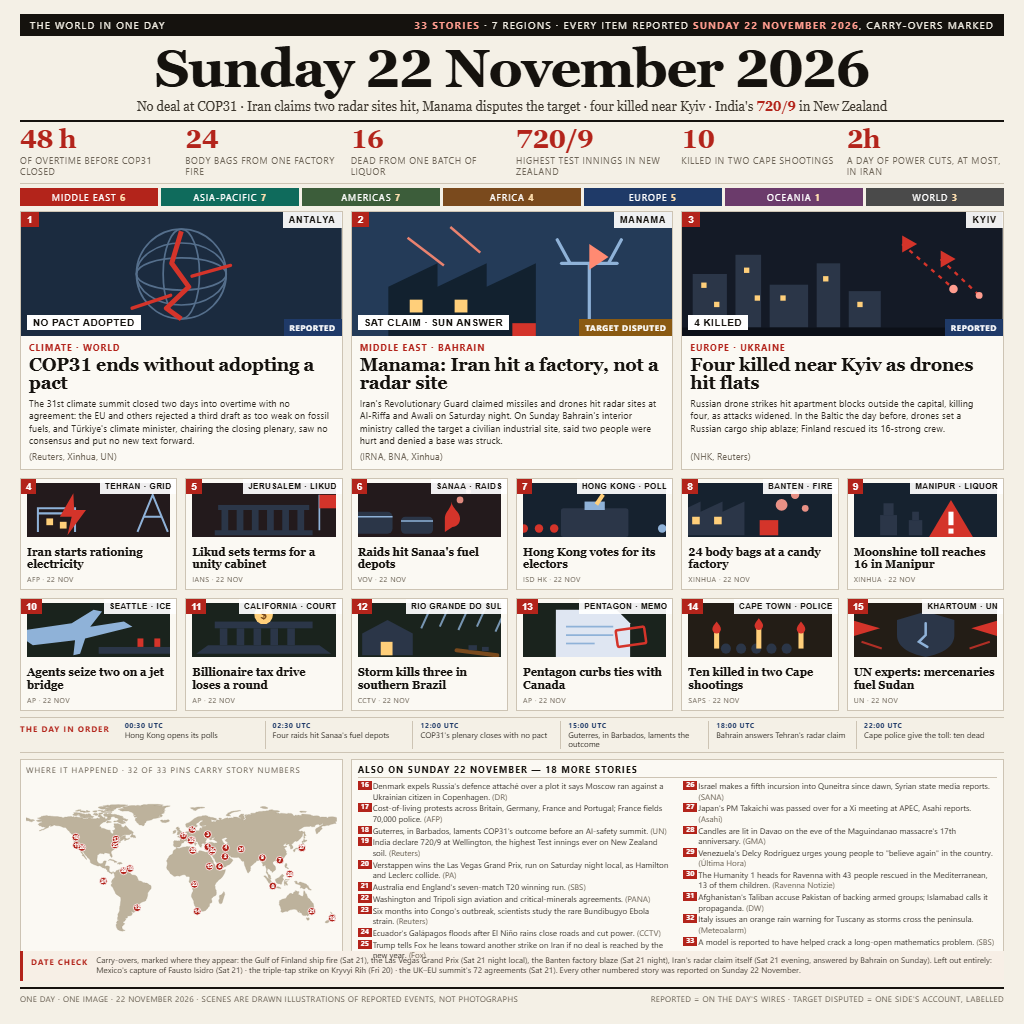 THE WORLD IN ONE DAY
33 STORIES · 7 REGIONS · EVERY ITEM REPORTED SUNDAY 22 NOVEMBER 2026, CARRY-OVERS MARKED
Sunday 22 November 2026
No deal at COP31 · Iran claims two radar sites hit, Manama disputes the target · four killed near Kyiv · India's 720/9 in New Zealand
48 h
OF OVERTIME BEFORE COP31
CLOSED
24
BODY BAGS FROM ONE FACTORY
FIRE
16
DEAD FROM ONE BATCH OF
LIQUOR
720/9
HIGHEST TEST INNINGS IN NEW
ZEALAND
10
KILLED IN TWO CAPE SHOOTINGS
2h
A DAY OF POWER CUTS, AT MOST,
IN IRAN
MIDDLE EAST 6
ASIA-PACIFIC 7
AMERICAS 7
AFRICA 4
EUROPE 5
OCEANIA 1
WORLD 3
1
ANTALYA
NO PACT ADOPTED
REPORTED
CLIMATE · WORLD
COP31 ends without adopting a
pact
The 31st climate summit closed two days into overtime with no
agreement: the EU and others rejected a third draft as too weak on fossil
fuels, and Türkiye's climate minister, chairing the closing plenary, saw no
consensus and put no new text forward.
(Reuters, Xinhua, UN)
2
MANAMA
SAT CLAIM · SUN ANSWER
TARGET DISPUTED
MIDDLE EAST · BAHRAIN
Manama: Iran hit a factory, not a
radar site
Iran's Revolutionary Guard claimed missiles and drones hit radar sites at
Al-Riffa and Awali on Saturday night. On Sunday Bahrain's interior
ministry called the target a civilian industrial site, said two people were
hurt and denied a base was struck.
(IRNA, BNA, Xinhua)
3
KYIV
4 KILLED
REPORTED
EUROPE · UKRAINE
Four killed near Kyiv as drones
hit flats
Russian drone strikes hit apartment blocks outside the capital, killing
four, as attacks widened. In the Baltic the day before, drones set a
Russian cargo ship ablaze; Finland rescued its 16-strong crew.
(NHK, Reuters)
4
TEHRAN · GRID
Iran starts rationing
electricity
AFP · 22 NOV
5
JERUSALEM · LIKUD
Likud sets terms for a
unity cabinet
IANS · 22 NOV
6
SANAA · RAIDS
Raids hit Sanaa's fuel
depots
VOV · 22 NOV
7
HONG KONG · POLL
Hong Kong votes for its
electors
ISD HK · 22 NOV
8
BANTEN · FIRE
24 body bags at a candy
factory
XINHUA · 22 NOV
9
MANIPUR · LIQUOR
Moonshine toll reaches
16 in Manipur
XINHUA · 22 NOV
10
SEATTLE · ICE
Agents seize two on a jet
bridge
AP · 22 NOV
11
CALIFORNIA · COURT
$
Billionaire tax drive
loses a round
AP · 22 NOV
12
RIO GRANDE DO SUL
Storm kills three in
southern Brazil
CCTV · 22 NOV
13
PENTAGON · MEMO
Pentagon curbs ties with
Canada
AP · 22 NOV
14
CAPE TOWN · POLICE
Ten killed in two Cape
shootings
SAPS · 22 NOV
15
KHARTOUM · UN
UN experts: mercenaries
fuel Sudan
UN · 22 NOV
THE DAY IN ORDER
00:30 UTC
Hong Kong opens its polls
02:30 UTC
Four raids hit Sanaa's fuel depots
12:00 UTC
COP31's plenary closes with no pact
15:00 UTC
Guterres, in Barbados, laments the
outcome
18:00 UTC
Bahrain answers Tehran's radar claim
22:00 UTC
Cape police give the toll: ten dead
WHERE IT HAPPENED · 32 OF 33 PINS CARRY STORY NUMBERS
ALSO ON SUNDAY 22 NOVEMBER — 18 MORE STORIES
16 Denmark expels Russia's defence attaché over a plot it says Moscow ran against a
Ukrainian citizen in Copenhagen. (DR)
17 Cost-of-living protests across Britain, Germany, France and Portugal; France fields
70,000 police. (AFP)
18 Guterres, in Barbados, laments COP31's outcome before an AI-safety summit. (UN)
19 India declare 720/9 at Wellington, the highest Test innings ever on New Zealand
soil. (Reuters)
20 Verstappen wins the Las Vegas Grand Prix, run on Saturday night local, as Hamilton
and Leclerc collide. (PA)
21 Australia end England's seven-match T20 winning run. (SBS)
22 Washington and Tripoli sign aviation and critical-minerals agreements. (PANA)
23 Six months into Congo's outbreak, scientists study the rare Bundibugyo Ebola
strain. (Reuters)
24 Ecuador's Galápagos floods after El Niño rains close roads and cut power. (CCTV)
25 Trump tells Fox he leans toward another strike on Iran if no deal is reached by the
new year. (Fox)
26 Israel makes a fifth incursion into Quneitra since dawn, Syrian state media reports.
(SANA)
27 Japan's PM Takaichi was passed over for a Xi meeting at APEC, Asahi reports.
(Asahi)
28 Candles are lit in Davao on the eve of the Maguindanao massacre's 17th
anniversary. (GMA)
29 Venezuela's Delcy Rodríguez urges young people to "believe again" in the country.
(Última Hora)
30 The Humanity 1 heads for Ravenna with 43 people rescued in the Mediterranean,
13 of them children. (Ravenna Notizie)
31 Afghanistan's Taliban accuse Pakistan of backing armed groups; Islamabad calls it
propaganda. (DW)
32 Italy issues an orange rain warning for Tuscany as storms cross the peninsula.
(Meteoalarm)
33 A model is reported to have helped crack a long-open mathematics problem. (SBS)
DATE CHECK
Carry-overs, marked where they appear: the Gulf of Finland ship fire (Sat 21), the Las Vegas Grand Prix (Sat 21 night local), the Banten factory blaze (Sat 21 night), Iran's radar claim itself (Sat 21 evening, answered by Bahrain on Sunday). Left out entirely:
Mexico's capture of Fausto Isidro (Sat 21) · the triple-tap strike on Kryvyi Rih (Fri 20) · the UK–EU summit's 72 agreements (Sat 21). Every other numbered story was reported on Sunday 22 November.
ONE DAY · ONE IMAGE · 22 NOVEMBER 2026 · SCENES ARE DRAWN ILLUSTRATIONS OF REPORTED EVENTS, NOT PHOTOGRAPHS
REPORTED = ON THE DAY'S WIRES · TARGET DISPUTED = ONE SIDE'S ACCOUNT, LABELLED